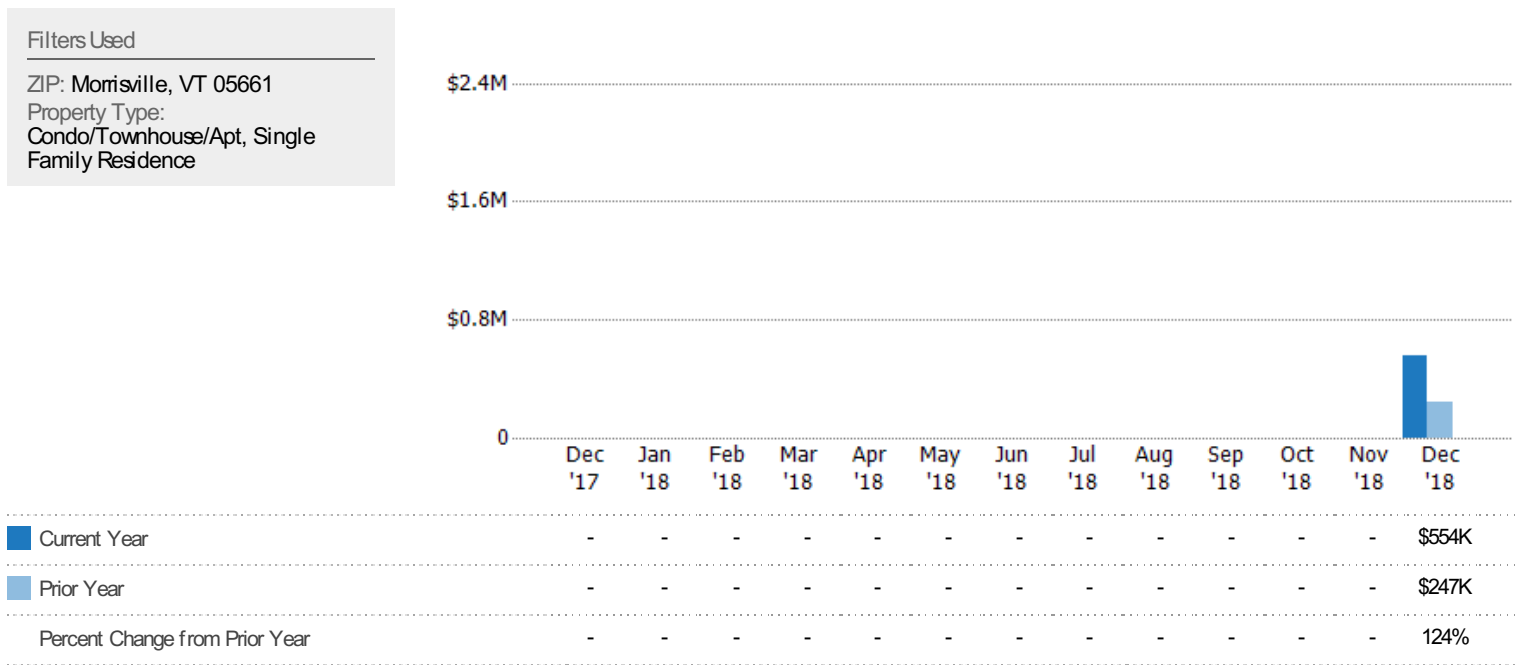 Filters Used
ZIP: Morrisville, VT 05661
Property Type:
Condo/Townhouse/Apt, Single
Family Residence
$2.4M
$1.6M
$0.8M
0
Dec Jan Feb Mar Apr May Jun Jul Aug Sep Oct Nov Dec
'17 '18 '18 '18 '18 '18 '18 '18 '18 '18 '18 '18 '18
Current Year - - - - - - - - - - - - $554K
Prior Year - - - - - - - - - - - - $247K
Percent Change from Prior Year - - - - - - - - - - - - 124%